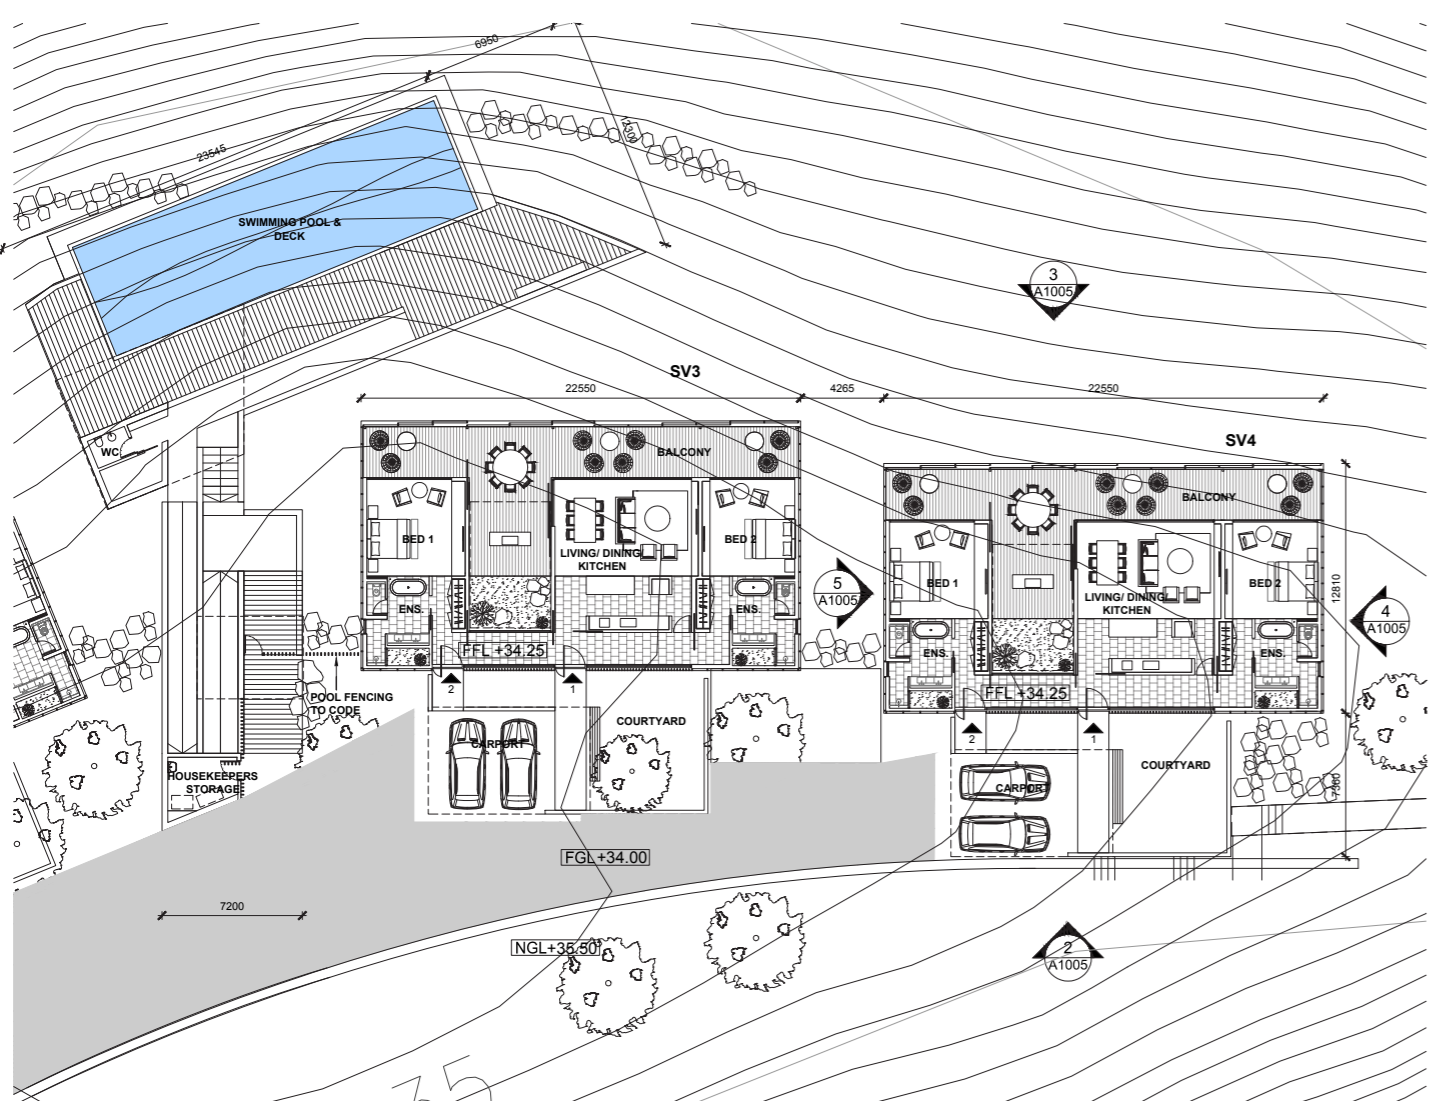 6950
12300
23545
SWIMMING POOL &
DECK
3
A1005
SV3
22550
4265
22550
SV4
WC
BALCONY
BALCONY
BED 1
LIVING/ DINING/
KITCHEN
BED 2
BED 1
LIVING/ DINING/
KITCHEN
BED 2
5
A1005
12810
4
A1005
ENS.
ENS.
ENS.
ENS.
FFL +34.25
FFL +34.25
2
1
2
1
POOL FENCING
TO CODE
COURTYARD
CARPORT
COURTYARD
CARPORT
7360
HOUSEKEEPERS
STORAGE
FGL+34.00
7200
NGL+35.50
2
A1005
35